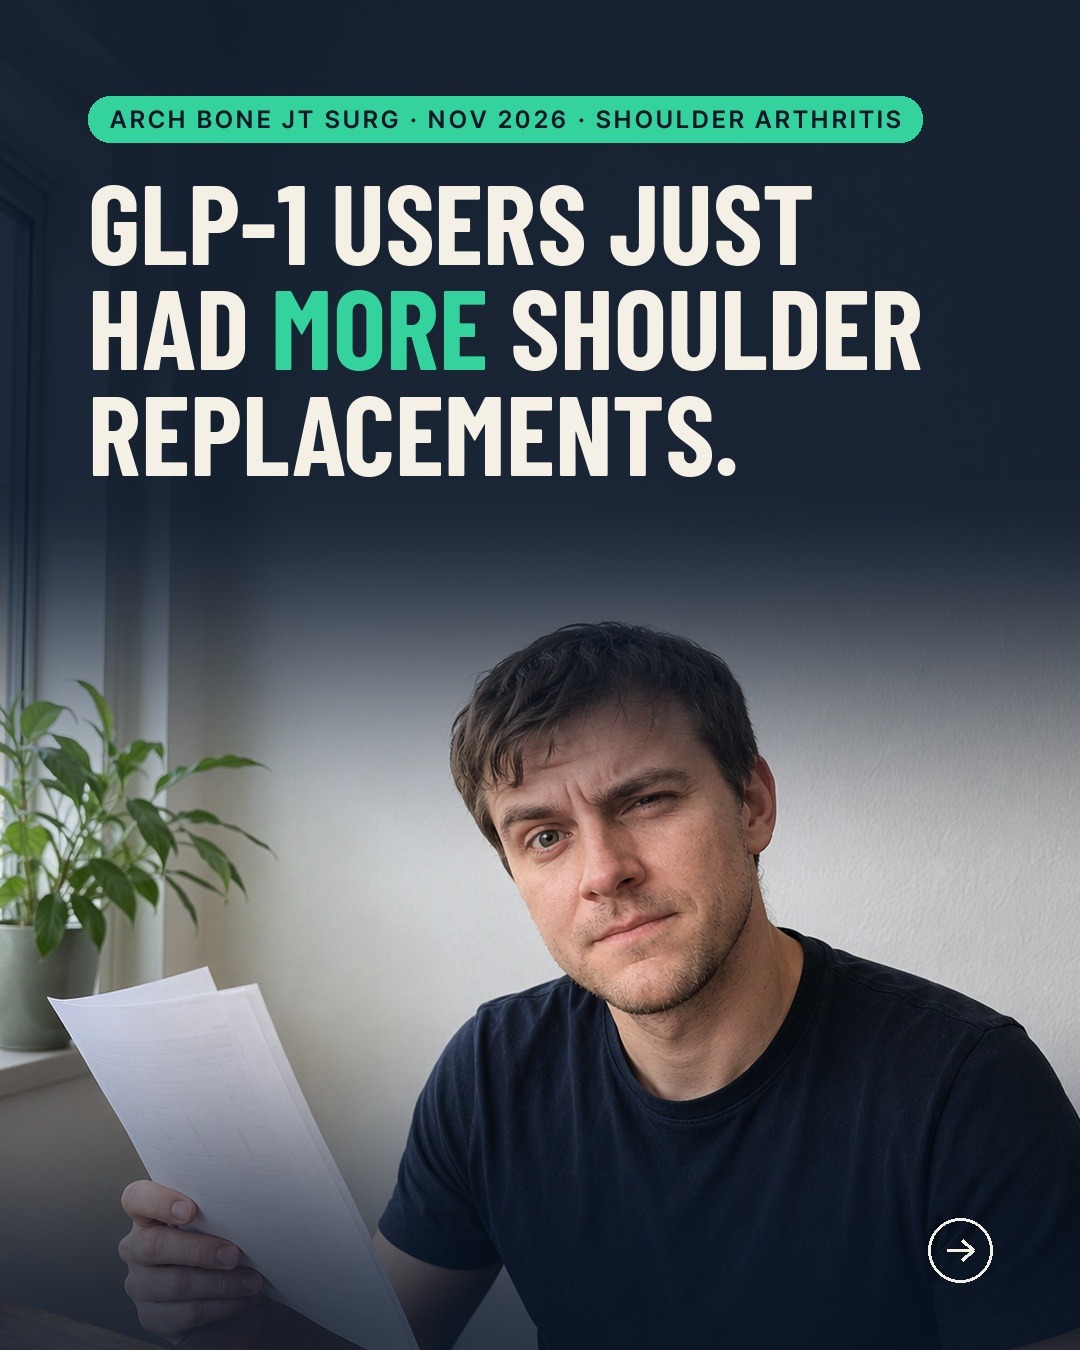 ARCH BONE JT SURG · NOV 2026 · SHOULDER ARTHRITIS
GLP-1 USERS JUST
HAD MORE SHOULDER
REPLACEMENTS.